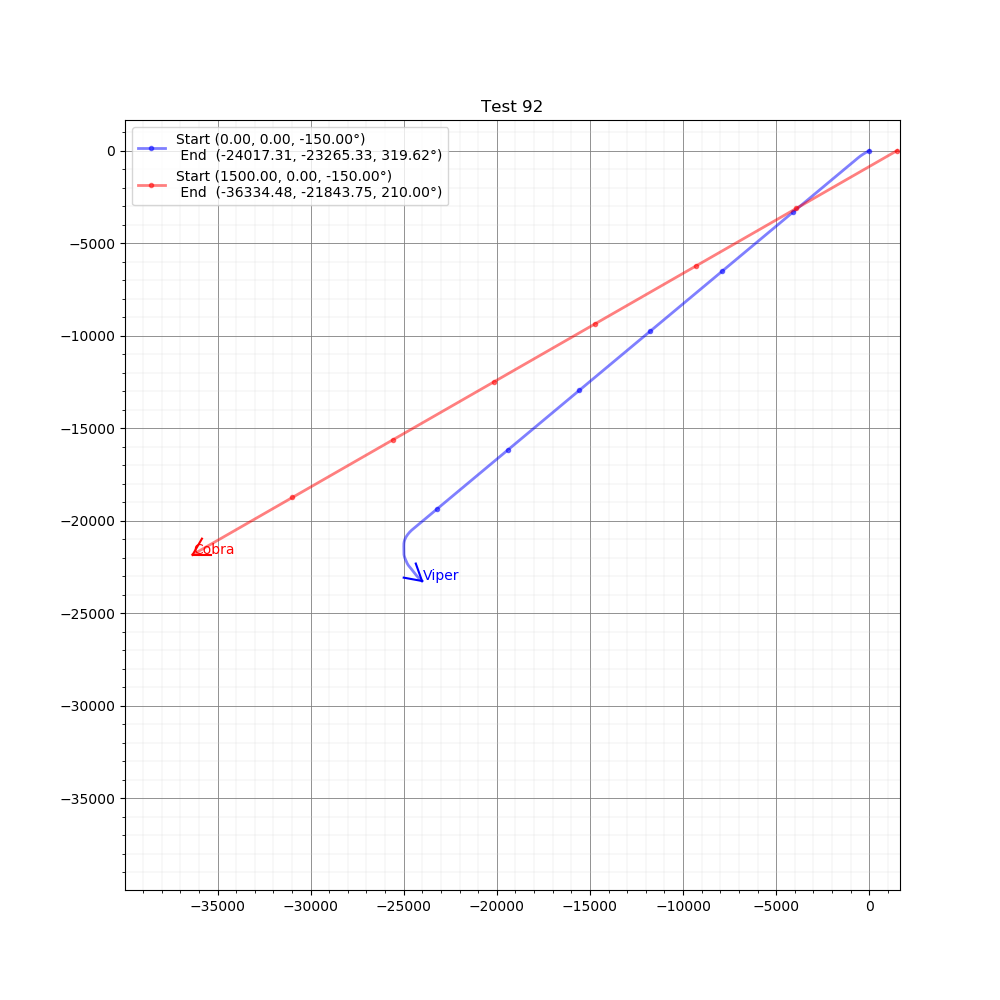 Test 92
Start (0.00, 0.00, -150.00°)
End (-24017.31, -23265.33, 319.62°)
Start (1500.00, 0.00, -150.00°)
End (-36334.48, -21843.75, 210.00°)
0
−5000
−10000
−15000
−20000
−25000
−30000
−35000
Cobra
Viper
−35000 −30000 −25000 −20000 −15000 −10000 −5000 0